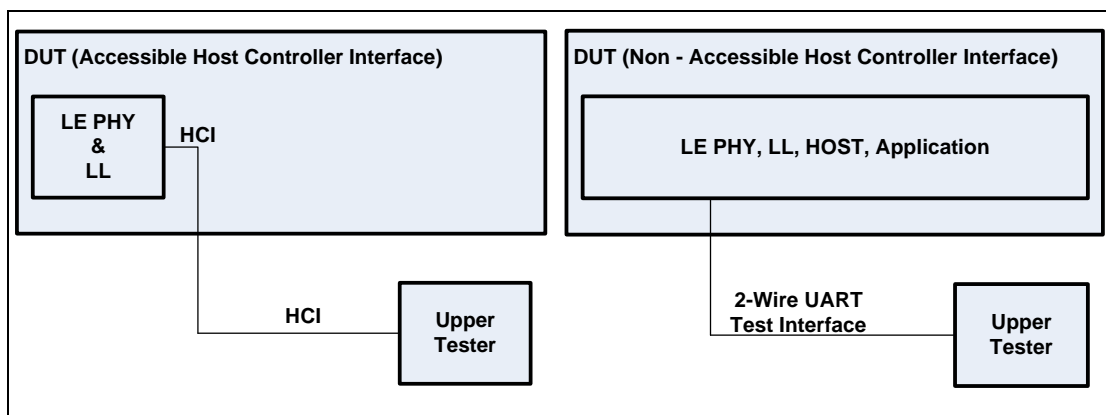 DUT (Accessible Host Controller Interface)
LE PHY
&
LL
HCI
HCI
Upper
Tester
DUT (Non - Accessible Host Controller Interface)
LE PHY, LL, HOST, Application
2-Wire UART
Test Interface
Upper
Tester